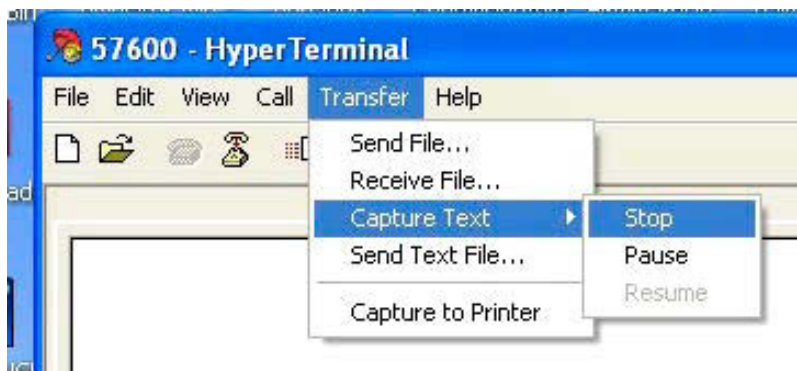 57600 - HyperTerminal
File Edit View Call Transfer Help
Send File...
Receive File...
Capture Text
Stop
Send Text File...
Pause
Resume
Capture to Printer
ad